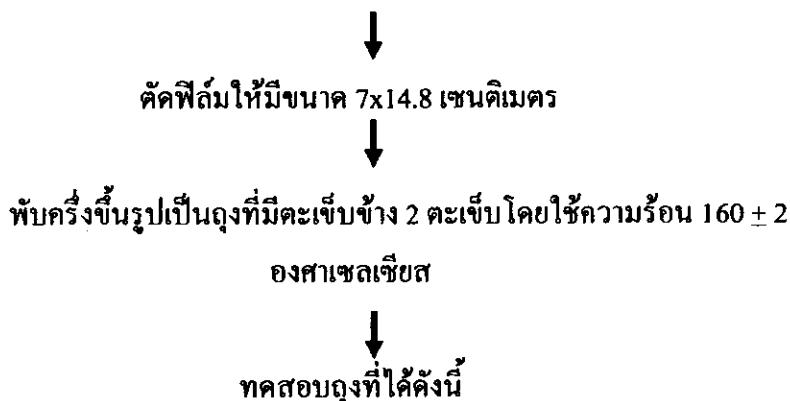 ตัดฟิล์มให้มีขนาด 7x14.8 เซนติเมตร
พับครึ่งขึ้นรูปเป็นถุงที่มีตะเข็บข้าง 2 ตะเข็บโดยใช้ความร้อน 160 ± 2
องศาเซลเซียส
ทดสอบถุงที่ได้ดังนี้